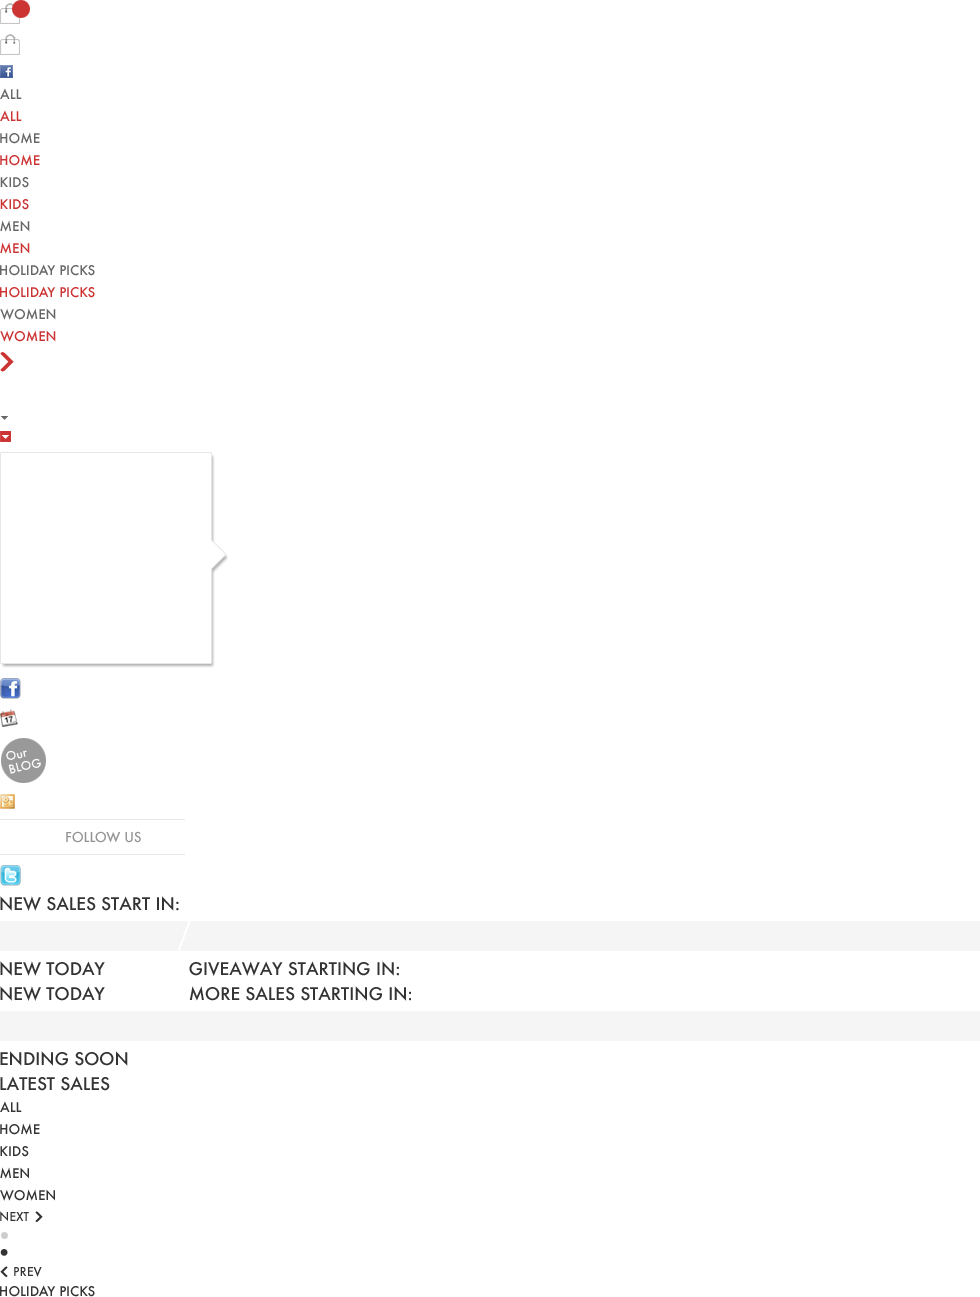 ALL
ALL
HOME
HOME
KIDS
KIDS
MEN
MEN
HOLIDAY PICKS
HOLIDAY PICKS
WOMEN
WOMEN
f
17
Our
BLOG
FOLLOW US
t
NEW SALES START IN:
NEW TODAY GIVEAWAY STARTING IN:
NEW TODAY MORE SALES STARTING IN:
ENDING SOON
LATEST SALES
ALL
HOME
KIDS
MEN
WOMEN
NEXT
PREV
HOLIDAY PICKS